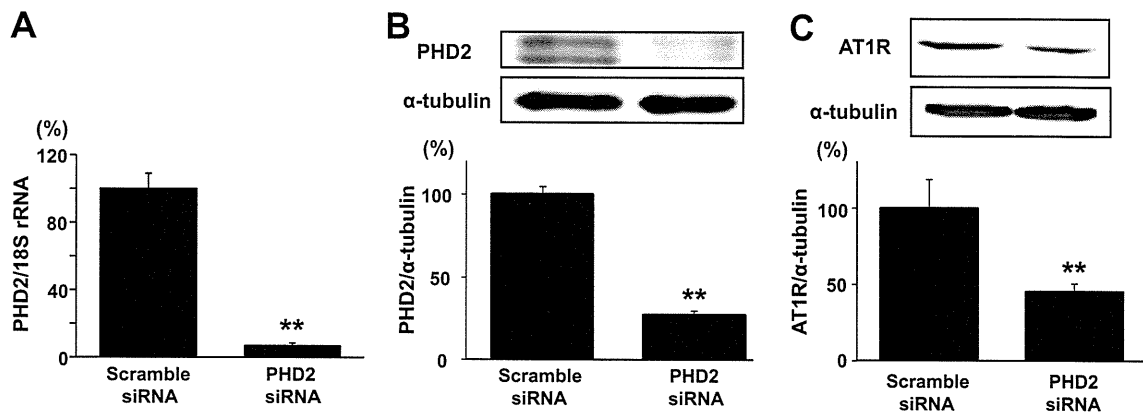 A
(%)
PHD2/18S rRNA
120
80
40
0
**
Scramble siRNA
PHD2 siRNA
B
PHD2
α-tubulin
(%)
PHD2/α-tubulin
100
50
0
**
Scramble siRNA
PHD2 siRNA
C
AT1R
α-tubulin
(%)
AT1R/α-tubulin
100
50
0
**
Scramble siRNA
PHD2 siRNA